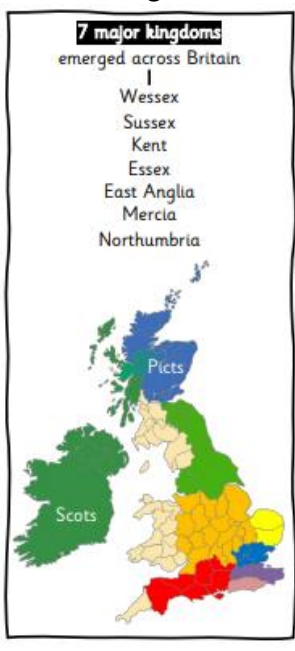 7 major kingdoms
emerged across Britain
Wessex
Sussex
Kent
Essex
East Anglia
Mercia
Northumbria
Picts
Scots